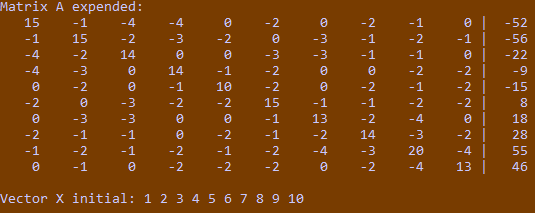 Matrix A expended:
15 -1 -4 -4 0 -2 0 -2 -1 0 | -52
-1 15 -2 -3 -2 0 -3 -1 -2 -1 | -56
-4 -2 14 0 0 -3 -3 -1 -1 0 | -22
-4 -3 0 14 -1 -2 0 0 -2 -2 | -9
0 -2 0 -1 10 -2 0 -2 -1 -2 | -15
-2 0 -3 -2 -2 15 -1 -1 -2 -2 | 8
0 -3 -3 0 0 -1 13 -2 -4 0 | 18
-2 -1 -1 0 -2 -1 -2 14 -3 -2 | 28
-1 -2 -1 -2 -1 -2 -4 -3 20 -4 | 55
0 -1 0 -2 -2 -2 0 -2 -4 13 | 46
Vector X initial: 1 2 3 4 5 6 7 8 9 10